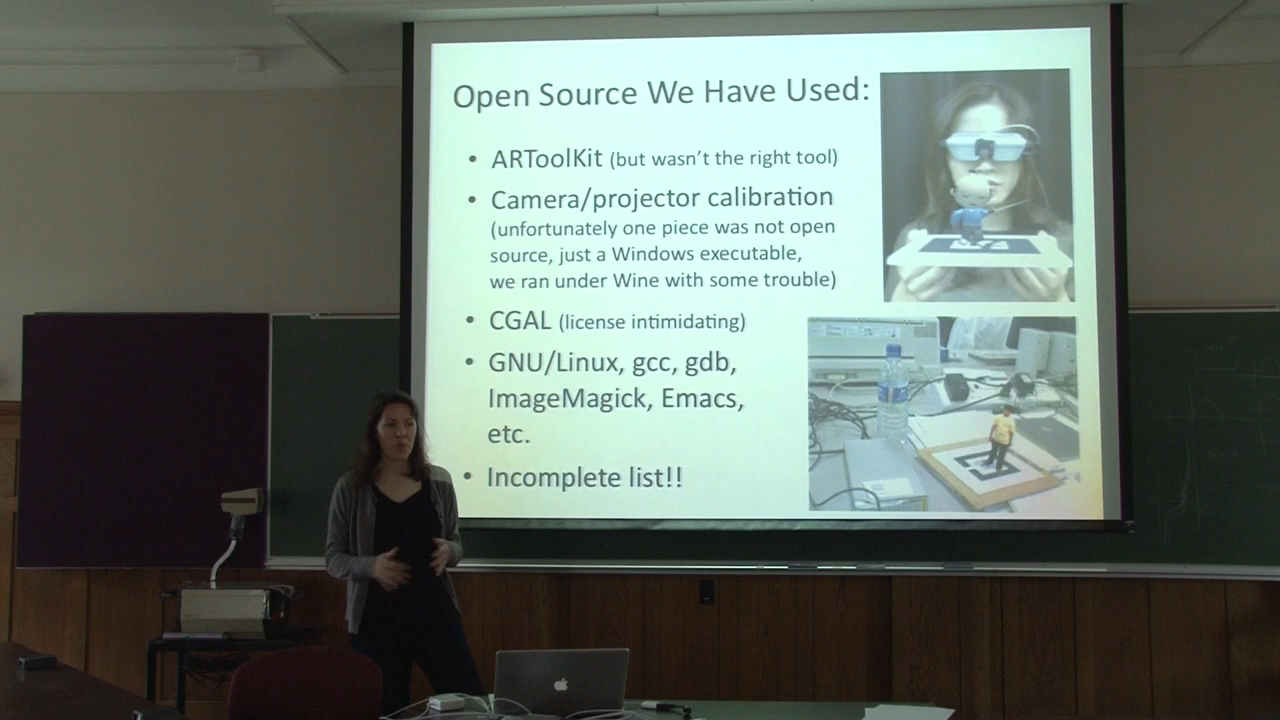 Open Source We Have Used:
• ARToolKit (but wasn't the right tool)
• Camera/projector calibration
(unfortunately one piece was not open
source, just a Windows executable,
we ran under Wine with some trouble)
• CGAL (license intimidating)
• GNU/Linux, gcc, gdb,
ImageMagick, Emacs,
etc.
• Incomplete list!!